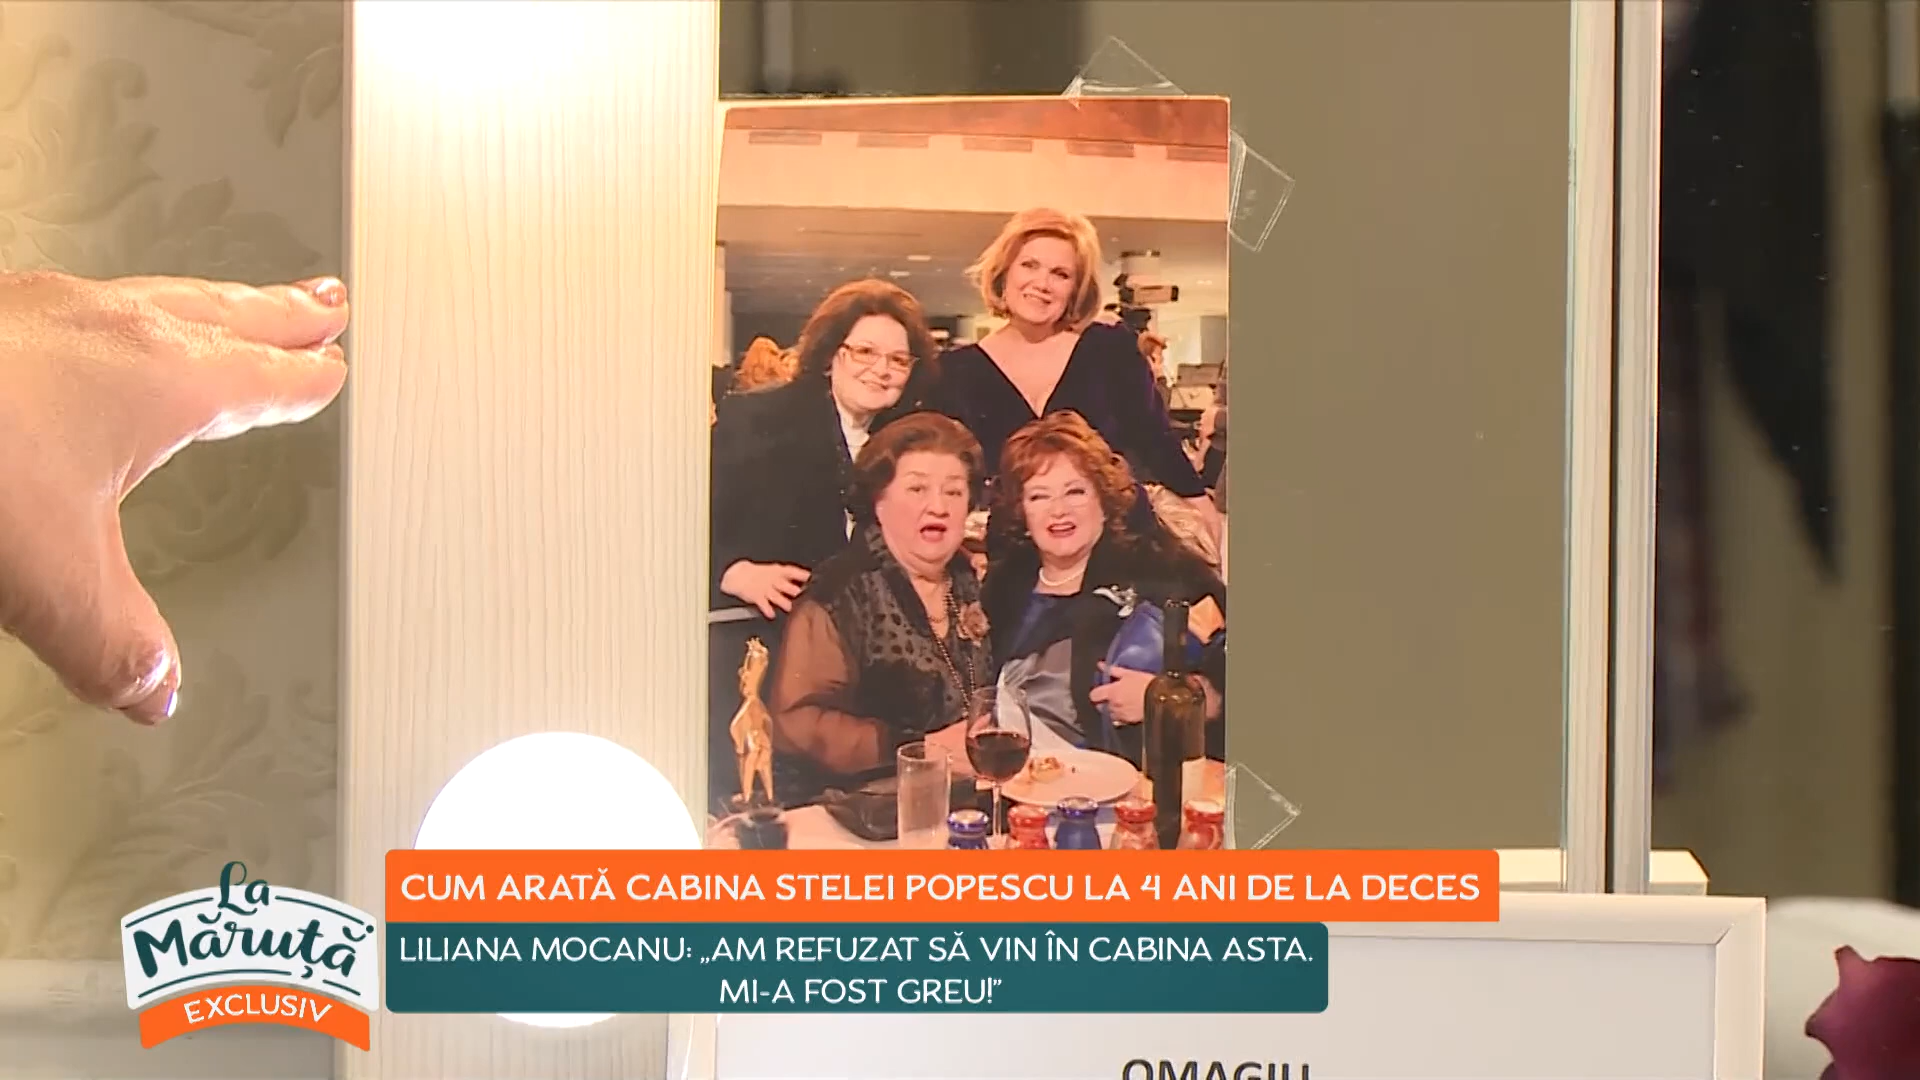 CUM ARATĂ CABINA STELEI POPESCU LA 4 ANI DE LA DECES
LILIANA MOCANU: „AM REFUZAT SĂ VIN ÎN CABINA ASTA.
MI-A FOST GREU!”
La
Măruță
EXCLUSIV
OMAGIU